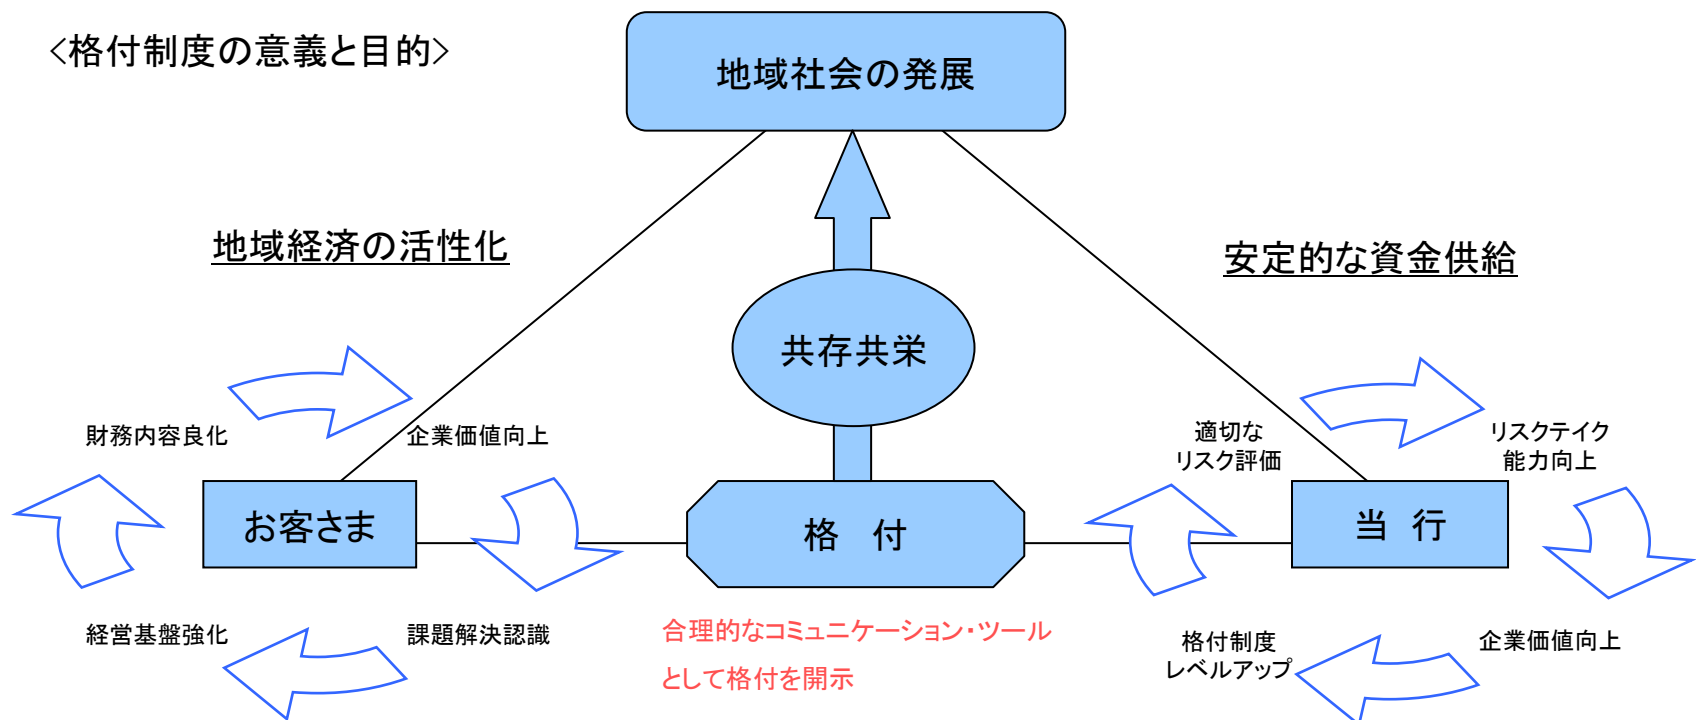 <格付制度の意義と目的>
地域社会の発展
地域経済の活性化
安定的な資金供給
共存共栄
財務内容良化
企業価値向上
適切な
リスク評価
リスクテイク
能力向上
お客さま
格 付
当 行
経営基盤強化
課題解決認識
合理的なコミュニケーション・ツール
として格付を開示
格付制度
レベルアップ
企業価値向上